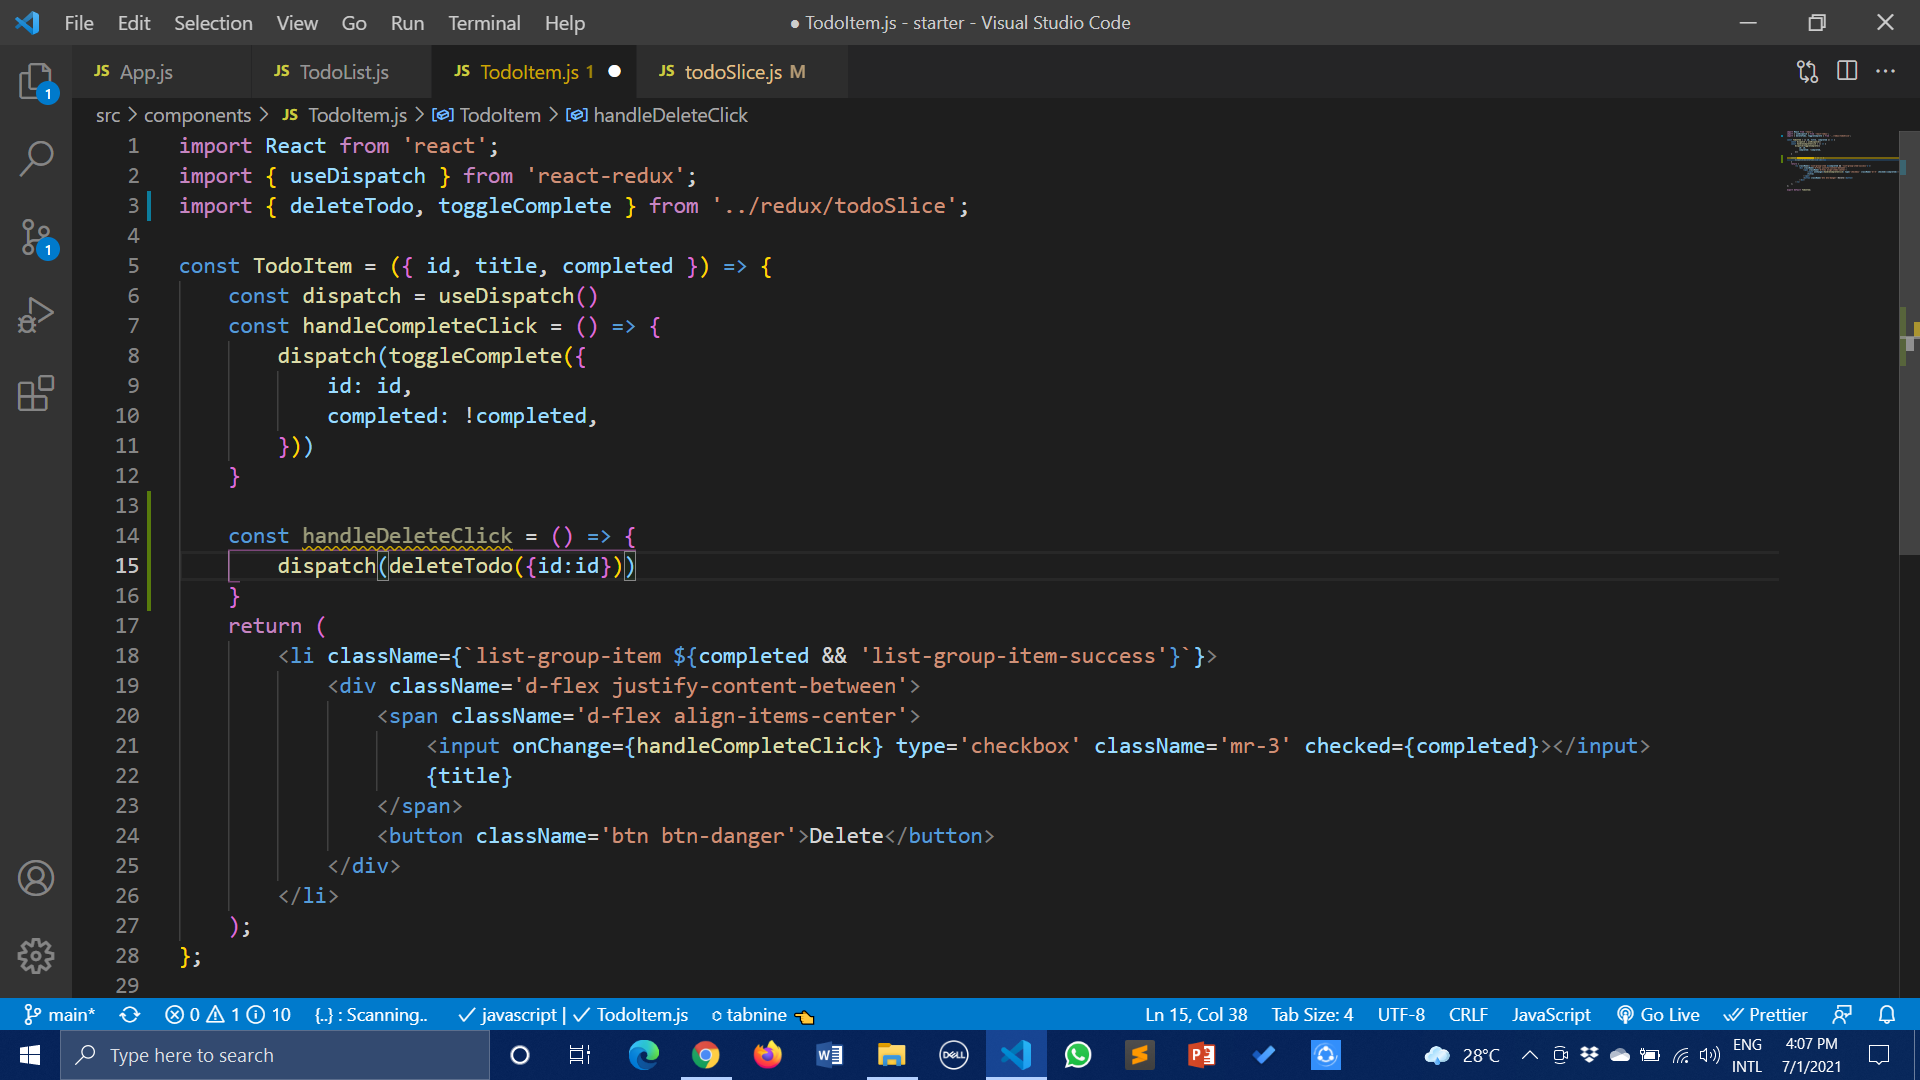 File Edit Selection View Go Run Terminal Help
● TodoItem.js - starter - Visual Studio Code
JS App.js JS TodoList.js JS TodoItem.js 1 JS todoSlice.js M
src > components > JS TodoItem.js > TodoItem > handleDeleteClick
1 import React from 'react';
2 import { useDispatch } from 'react-redux';
3 import { deleteTodo, toggleComplete } from '../redux/todoSlice';
4
5 const TodoItem = ({ id, title, completed }) => {
6 const dispatch = useDispatch()
7 const handleCompleteClick = () => {
8 dispatch(toggleComplete({
9 id: id,
10 completed: !completed,
11 }))
12 }
13
14 const handleDeleteClick = () => {
15 dispatch(deleteTodo({id:id}))
16 }
17 return (
18 <li className={`list-group-item ${completed && 'list-group-item-success'}`}>
19 <div className='d-flex justify-content-between'>
20 <span className='d-flex align-items-center'>
21 <input onChange={handleCompleteClick} type='checkbox' className='mr-3' checked={completed}></input>
22 {title}
23 </span>
24 <button className='btn btn-danger'>Delete</button>
25 </div>
26 </li>
27 );
28 };
29
1
1
main* 0 1 10 {..} : Scanning.. ✓ javascript | ✓ TodoItem.js tabnine Ln 15, Col 38 Tab Size: 4 UTF-8 CRLF JavaScript Go Live Prettier
Type here to search
DELL
28°C
ENG
INTL
4:07 PM
7/1/2021